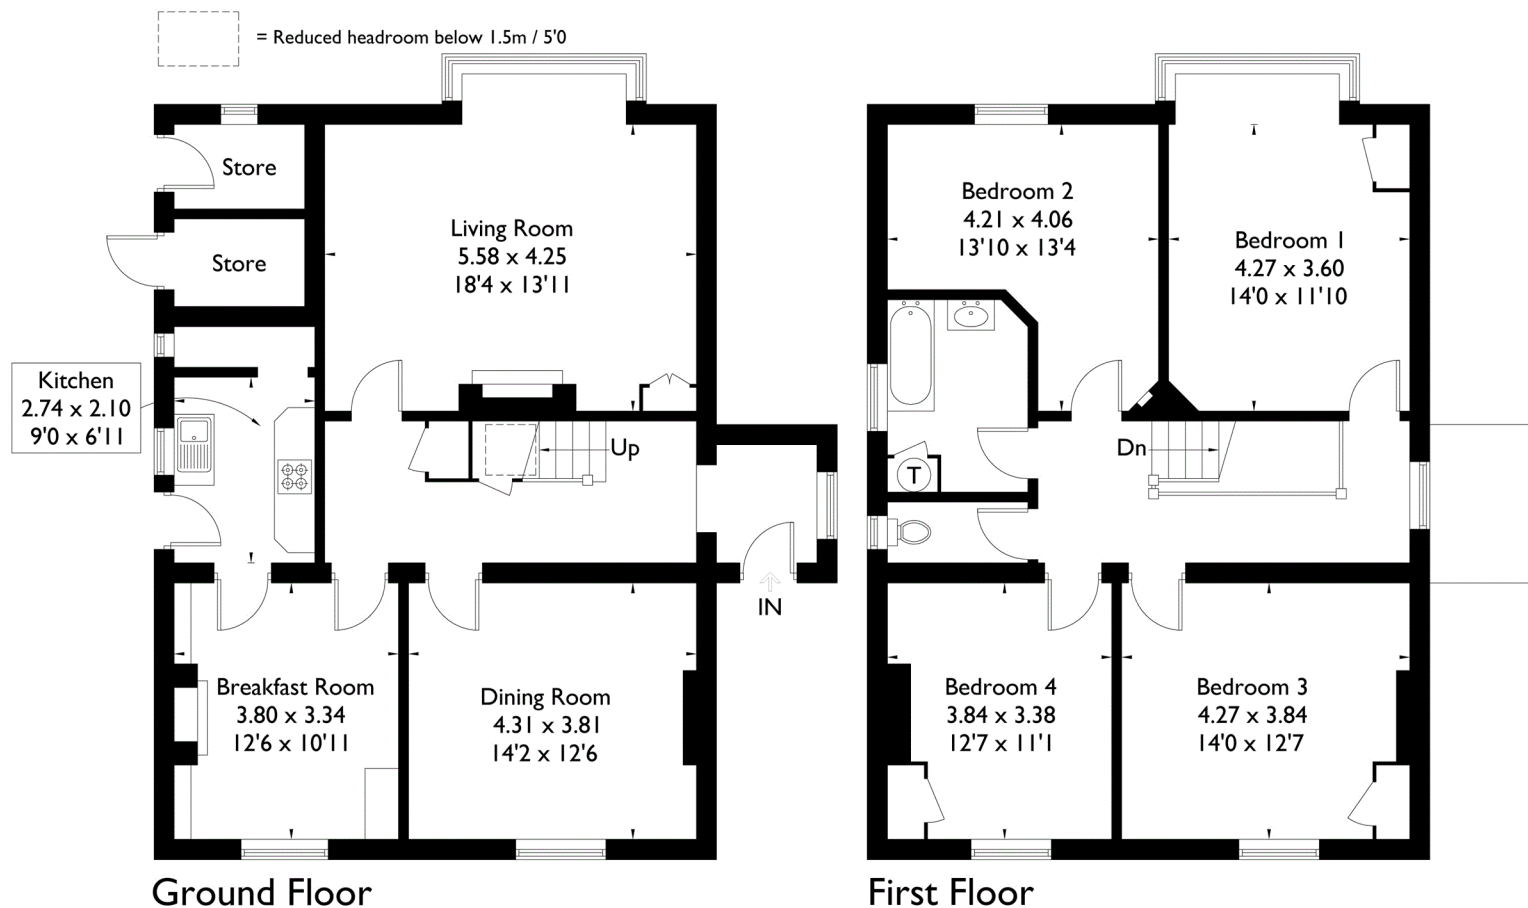 = Reduced headroom below 1.5m / 5'0
Store
Store
Living Room
5.58 x 4.25
18'4 x 13'11
Kitchen
2.74 x 2.10
9'0 x 6'11
Up
IN
Breakfast Room
3.80 x 3.34
12'6 x 10'11
Dining Room
4.31 x 3.81
14'2 x 12'6
Ground Floor
Bedroom 2
4.21 x 4.06
13'10 x 13'4
Bedroom 1
4.27 x 3.60
14'0 x 11'10
Dn
T
Bedroom 4
3.84 x 3.38
12'7 x 11'1
Bedroom 3
4.27 x 3.84
14'0 x 12'7
First Floor